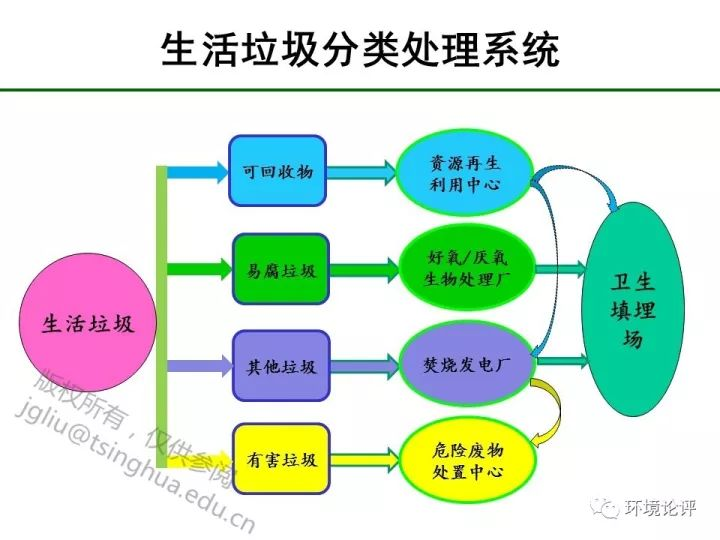 生活垃圾分类处理系统
可回收物
资源再生
利用中心
易腐垃圾
好氧/厌氧
生物处理厂
卫生
填埋
场
生活垃圾
其他垃圾
焚烧发电厂
有害垃圾
危险废物
处置中心
版权所有，仅供参阅
jgliu@tsinghua.edu.cn
环境论评